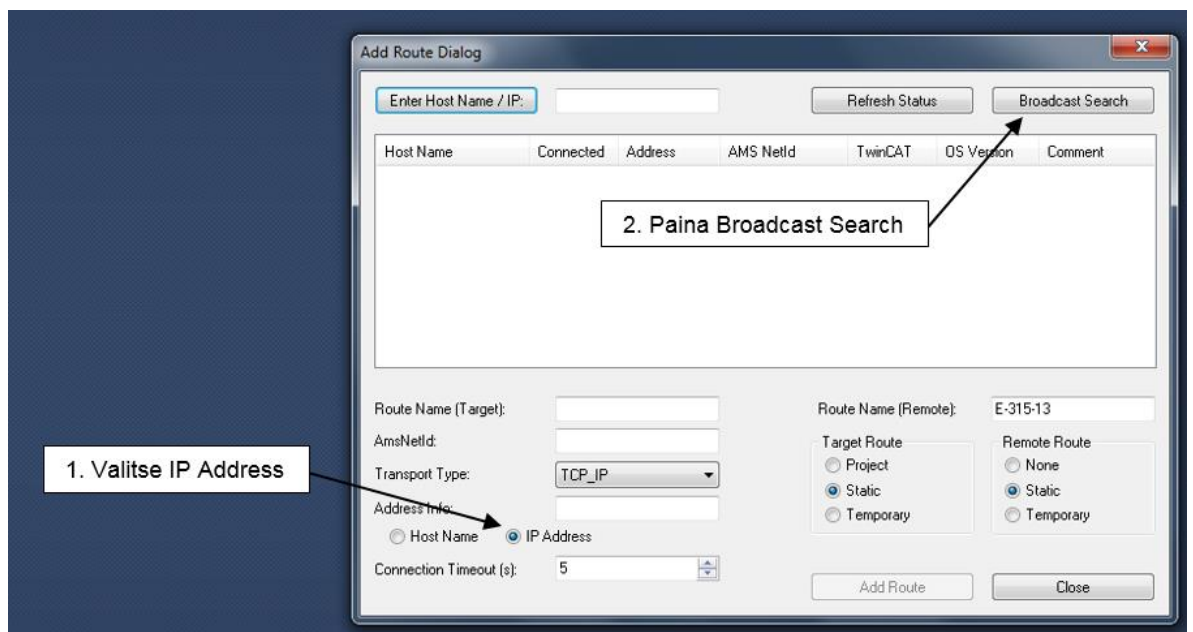 Add Route Dialog
Enter Host Name / IP:
Refresh Status
Broadcast Search
Host Name Connected Address AMS NetId TwinCAT OS Version Comment
2. Paina Broadcast Search
Route Name (Target):
Route Name (Remote): E-315-13
AmsNetId:
Target Route
Remote Route
1. Valitse IP Address
Transport Type: TCP_IP
Project
None
Static
Static
Address Info:
Temporary
Temporary
Host Name IP Address
Connection Timeout (s): 5
Add Route
Close